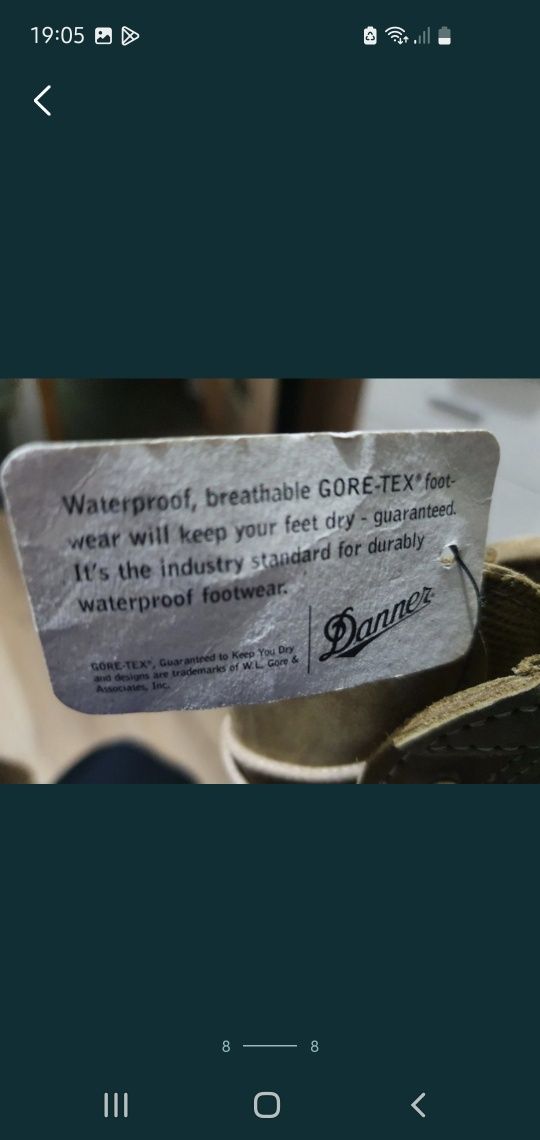 19:05
Waterproof, breathable GORE-TEX® foot-
wear will keep your feet dry - guaranteed.
It's the industry standard for durably
waterproof footwear.
Danner®
GORE-TEX®, Guaranteed to Keep You Dry
and designs are trademarks of W.L. Gore &
Associates, Inc.
8 8